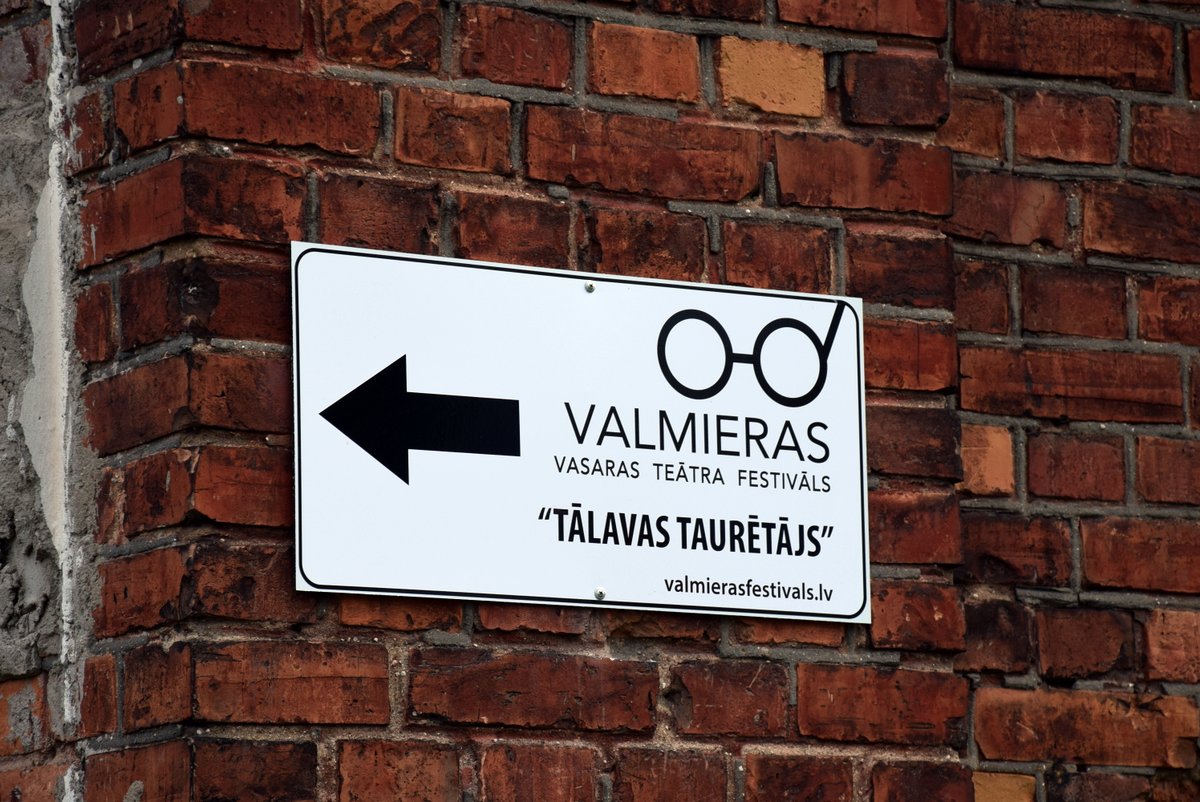 VALMIERAS
VASARAS TEĀTRA FESTIVĀLS
“TĀLAVAS TAURĒTĀJS”
valmierasfestivals.lv